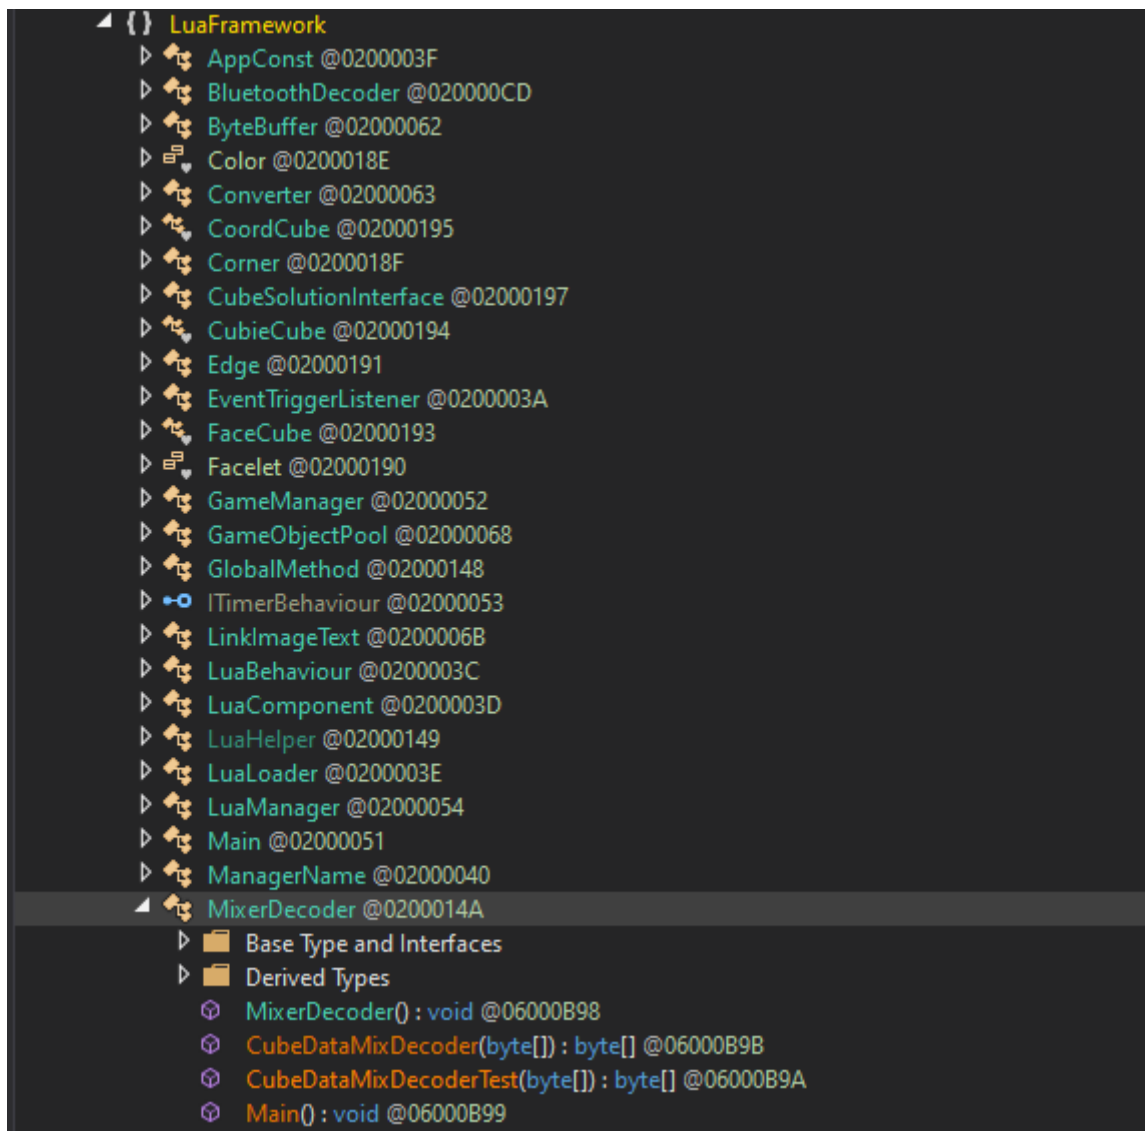 { } LuaFramework
AppConst @0200003F
BluetoothDecoder @020000CD
ByteBuffer @02000062
Color @0200018E
Converter @02000063
CoordCube @02000195
Corner @0200018F
CubeSolutionInterface @02000197
CubieCube @02000194
Edge @02000191
EventTriggerListener @0200003A
FaceCube @02000193
Facelet @02000190
GameManager @02000052
GameObjectPool @02000068
GlobalMethod @02000148
ITimerBehaviour @02000053
LinkImageText @0200006B
LuaBehaviour @0200003C
LuaComponent @0200003D
LuaHelper @02000149
LuaLoader @0200003E
LuaManager @02000054
Main @02000051
ManagerName @02000040
MixerDecoder @0200014A
Base Type and Interfaces
Derived Types
MixerDecoder() : void @06000B98
CubeDataMixDecoder(byte[]) : byte[] @06000B9B
CubeDataMixDecoderTest(byte[]) : byte[] @06000B9A
Main() : void @06000B99